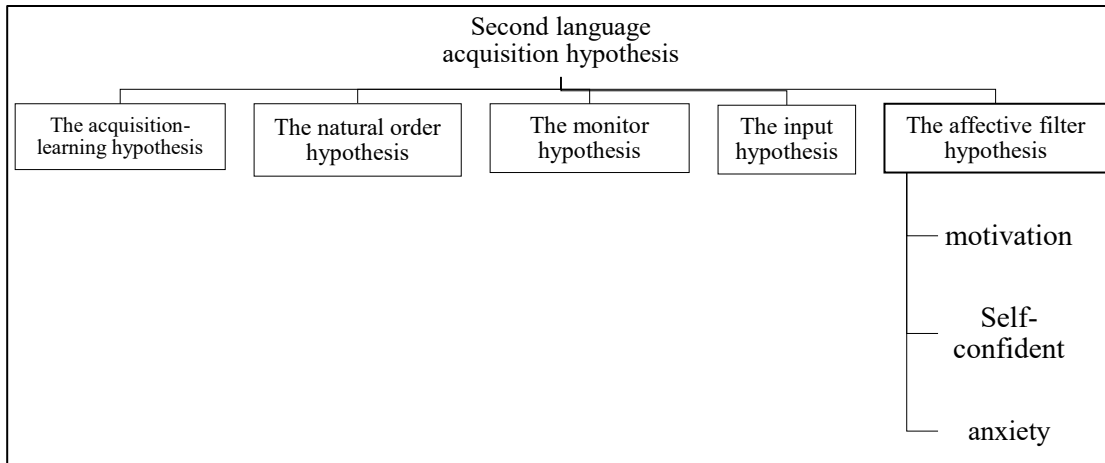 Second language
acquisition hypothesis
The acquisition-
learning hypothesis
The natural order
hypothesis
The monitor
hypothesis
The input
hypothesis
The affective filter
hypothesis
motivation
Self-
confident
anxiety